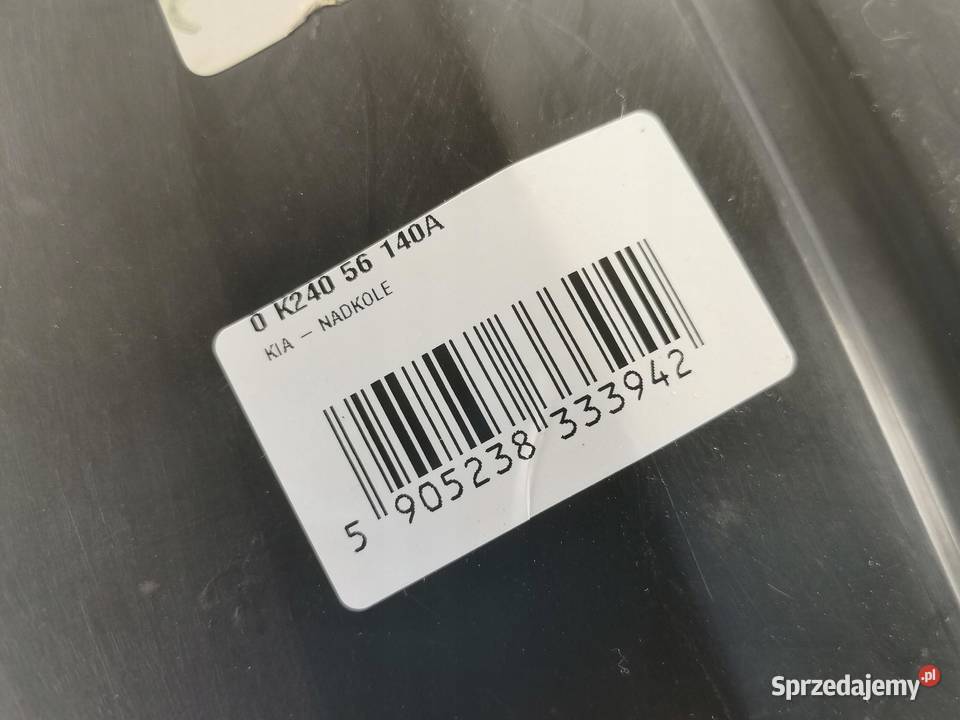 0 K240 56 140A
KIA – NADKOLE
5 905238 333942
Sprzedajemy.pl